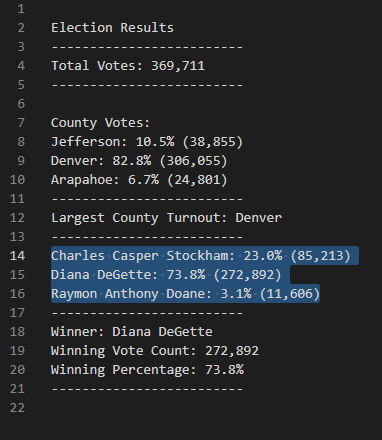 1
2 Election Results
3 -------------------------
4 Total Votes: 369,711
5 -------------------------
6
7 County Votes:
8 Jefferson: 10.5% (38,855)
9 Denver: 82.8% (306,055)
10 Arapahoe: 6.7% (24,801)
11 -------------------------
12 Largest County Turnout: Denver
13 -------------------------
14 Charles Casper Stockham: 23.0% (85,213)
15 Diana DeGette: 73.8% (272,892)
16 Raymon Anthony Doane: 3.1% (11,606)
17 -------------------------
18 Winner: Diana DeGette
19 Winning Vote Count: 272,892
20 Winning Percentage: 73.8%
21 -------------------------
22